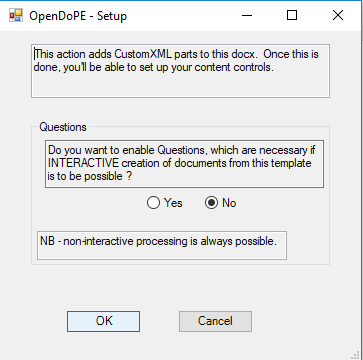 OpenDoPE - Setup
This action adds CustomXML parts to this docx. Once this is
done, you'll be able to set up your content controls.
Questions
Do you want to enable Questions, which are necessary if
INTERACTIVE creation of documents from this template
is to be possible ?
Yes No
NB - non-interactive processing is always possible.
OK Cancel